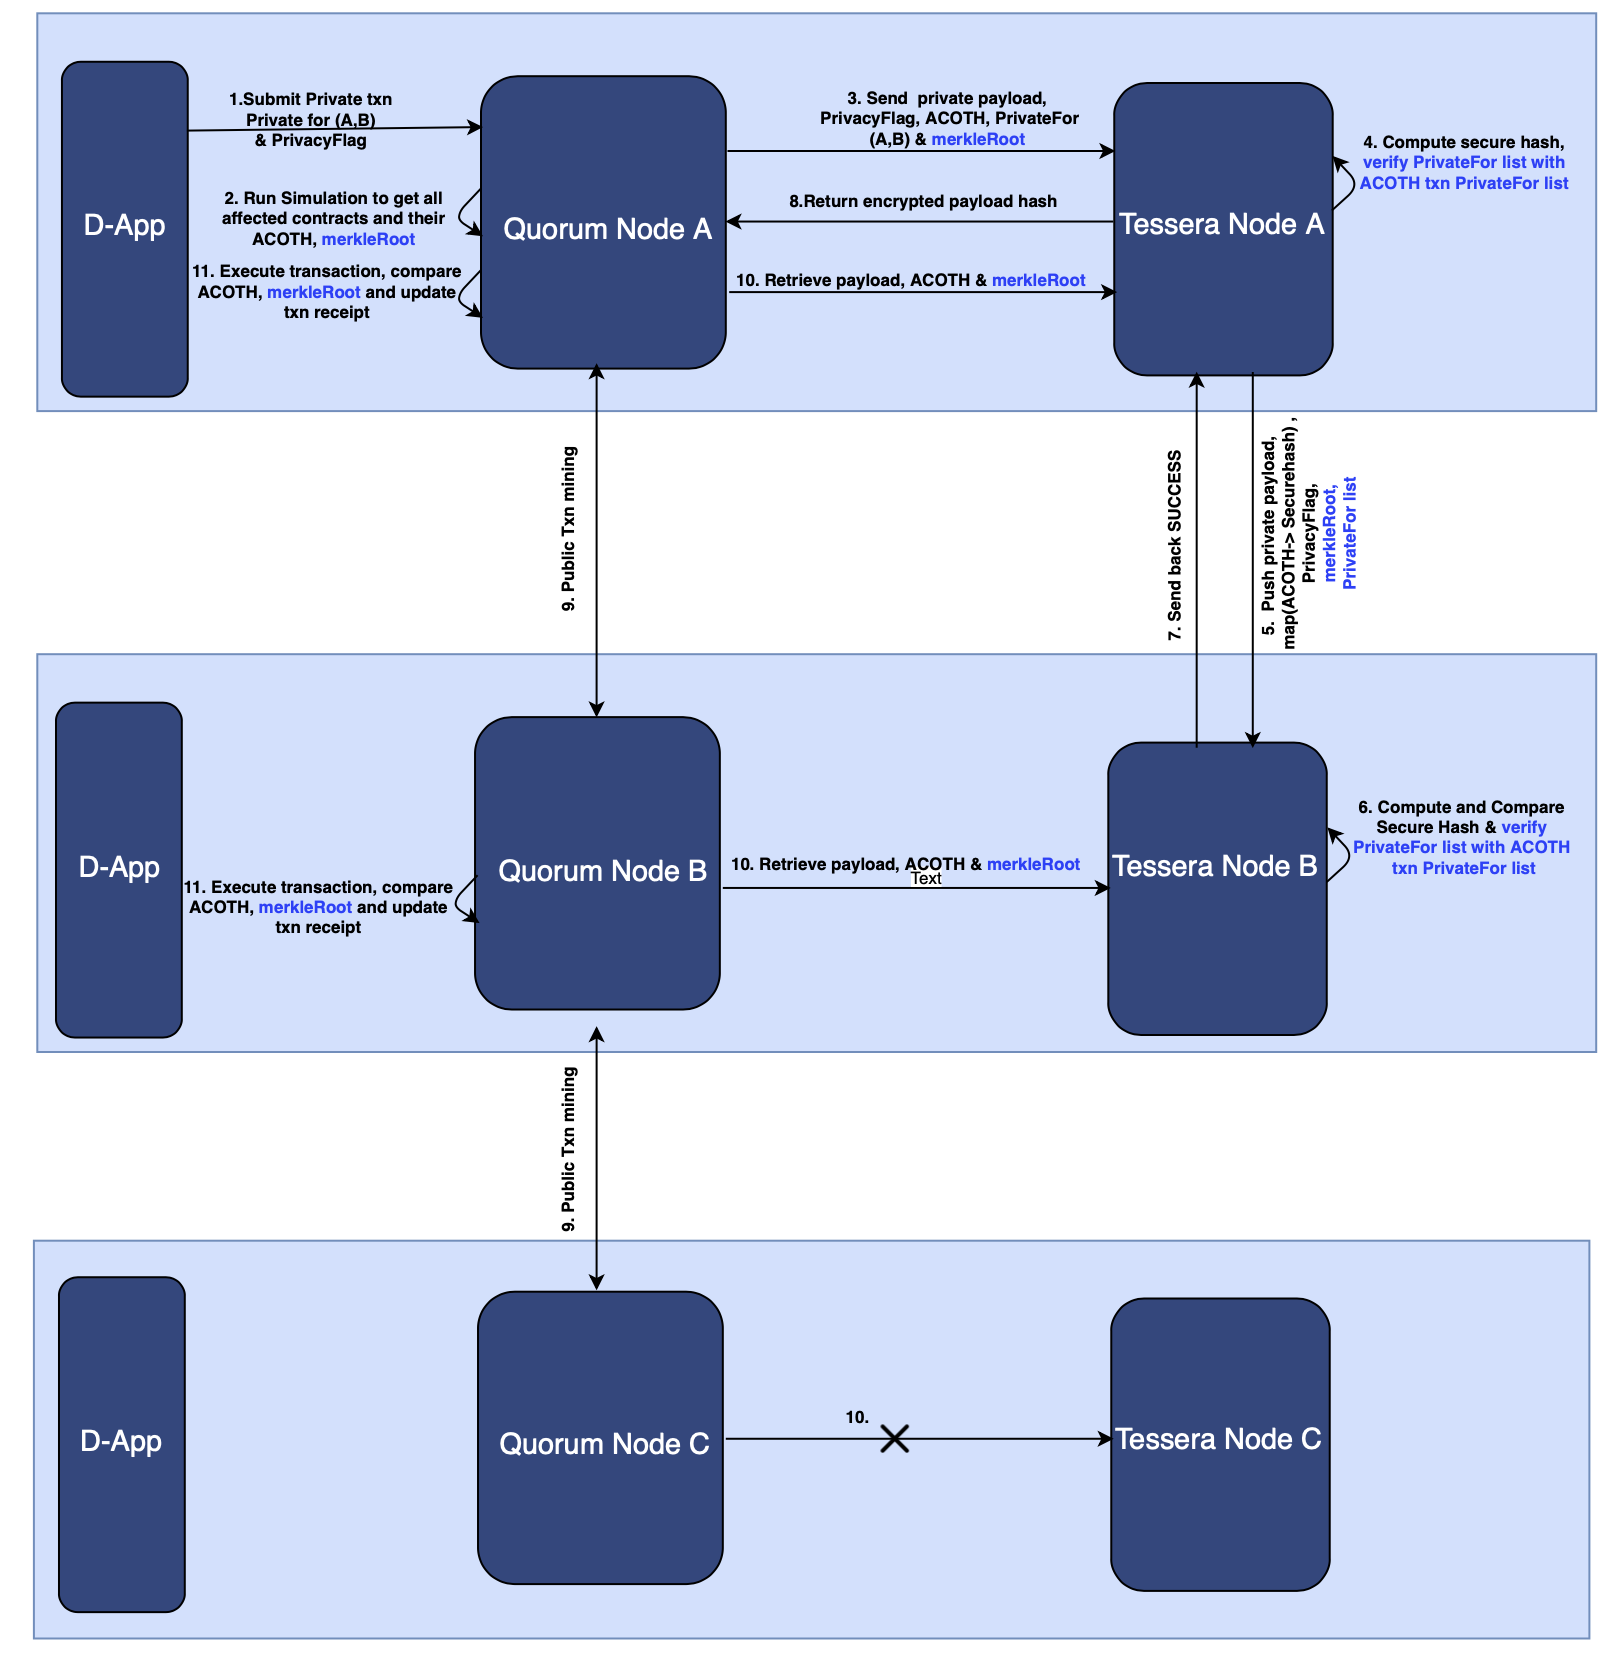 D-App
1.Submit Private txn
Private for (A,B)
& PrivacyFlag
2. Run Simulation to get all
affected contracts and their
ACOTH, merkleRoot
11. Execute transaction, compare
ACOTH, merkleRoot and update
txn receipt
Quorum Node A
3. Send private payload,
PrivacyFlag, ACOTH, PrivateFor
(A,B) & merkleRoot
8.Return encrypted payload hash
10. Retrieve payload, ACOTH & merkleRoot
Tessera Node A
4. Compute secure hash,
verify PrivateFor list with
ACOTH txn PrivateFor list
9. Public Txn mining
7. Send back SUCCESS
5. Push private payload,
map(ACOTH-> Securehash) ,
PrivacyFlag,
merkleRoot,
PrivateFor list
D-App
11. Execute transaction, compare
ACOTH, merkleRoot and update
txn receipt
Quorum Node B
10. Retrieve payload, ACOTH & merkleRoot
Text
Tessera Node B
6. Compute and Compare
Secure Hash & verify
PrivateFor list with ACOTH
txn PrivateFor list
9. Public Txn mining
D-App
Quorum Node C
10.
Tessera Node C